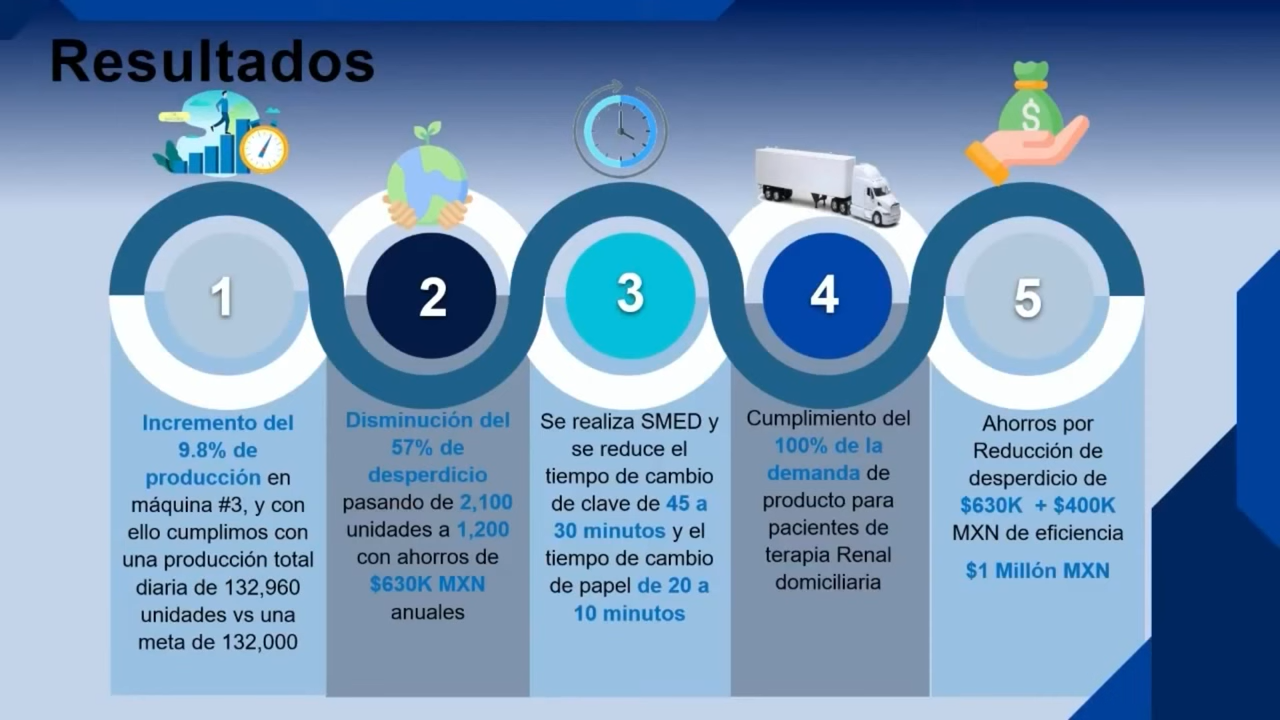 Resultados
$
1
2
3
4
5
Incremento del
9.8% de
producción en
máquina #3, y con
ello cumplimos con
una producción total
diaria de 132,960
unidades vs una
meta de 132,000
Disminución del
57% de
desperdicio
pasando de 2,100
unidades a 1,200
con ahorros de
$630K MXN
anuales
Se realiza SMED y
se reduce el
tiempo de cambio
de clave de 45 a
30 minutos y el
tiempo de cambio
de papel de 20 a
10 minutos
Cumplimiento del
100% de la
demanda de
producto para
pacientes de
terapia Renal
domiciliaria
Ahorros por
Reducción de
desperdicio de
$630K + $400K
MXN de eficiencia
$1 Millón MXN